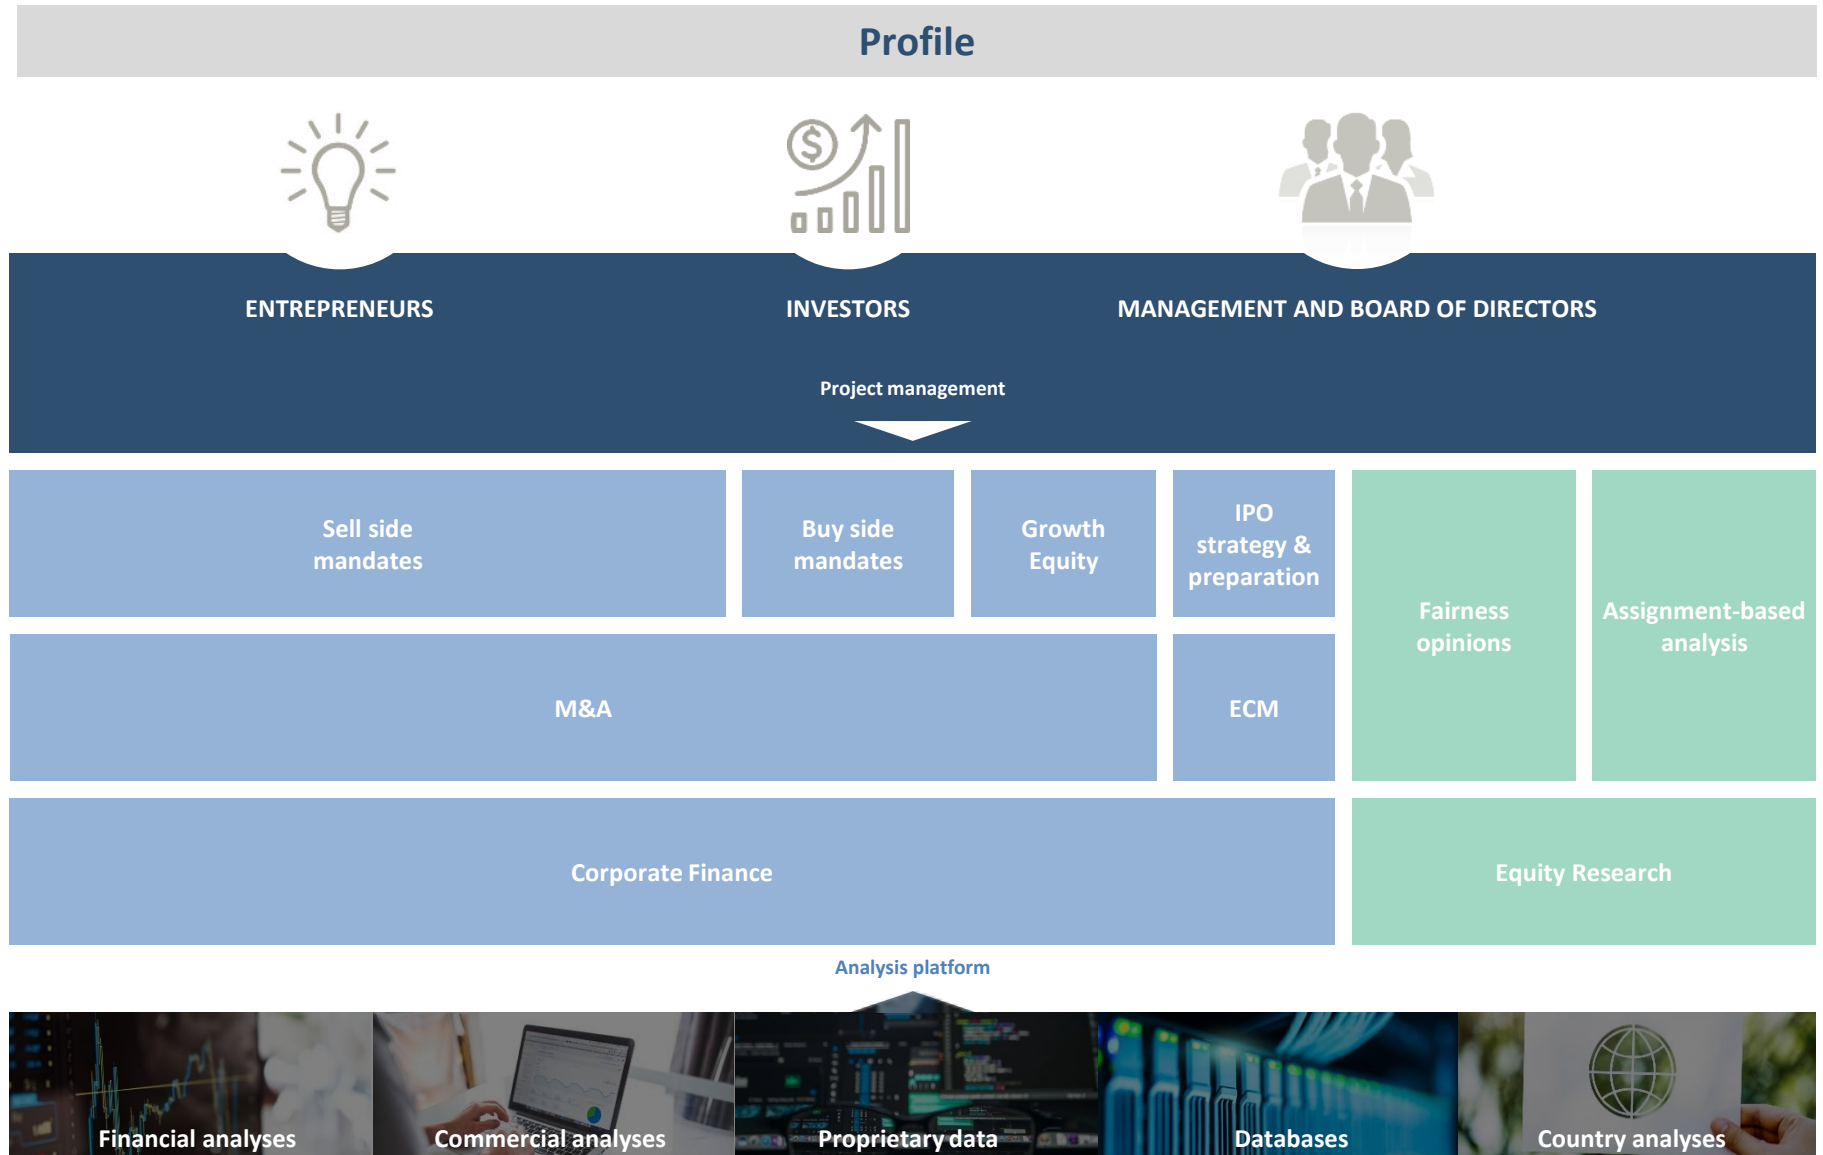 Profile
$
ENTREPRENEURS
INVESTORS
MANAGEMENT AND BOARD OF DIRECTORS
Project management
Sell side
mandates
Buy side
mandates
Growth
Equity
IPO
strategy &
preparation
Fairness
opinions
Assignment-based
analysis
M&A
ECM
Corporate Finance
Equity Research
Analysis platform
Financial analyses
Commercial analyses
Proprietary data
Databases
Country analyses